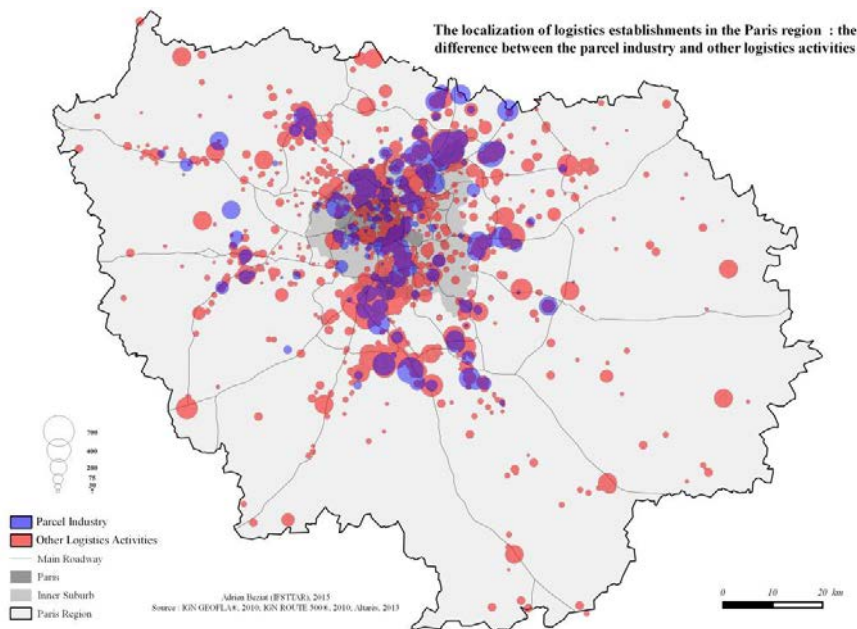 The localization of logistics establishments in the Paris region : the
difference between the parcel industry and other logistics activities
700
400
200
75
Parcel Industry
Other Logistics Activities
Main Roadway
Paris
Inner Suburb
Paris Region
Adrien Beziat (IFSTTAR), 2015
Source : IGN GEOFLA®, 2010, IGN ROUTE 500®, 2010, Altares, 2013
0 10 20 km